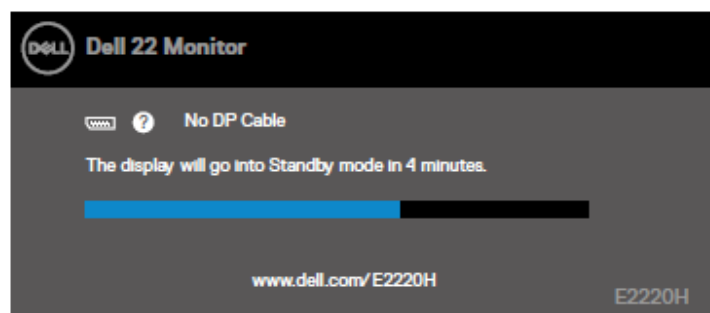 DELL Dell 22 Monitor
No DP Cable
The display will go into Standby mode in 4 minutes.
www.dell.com/E2220H
E2220H